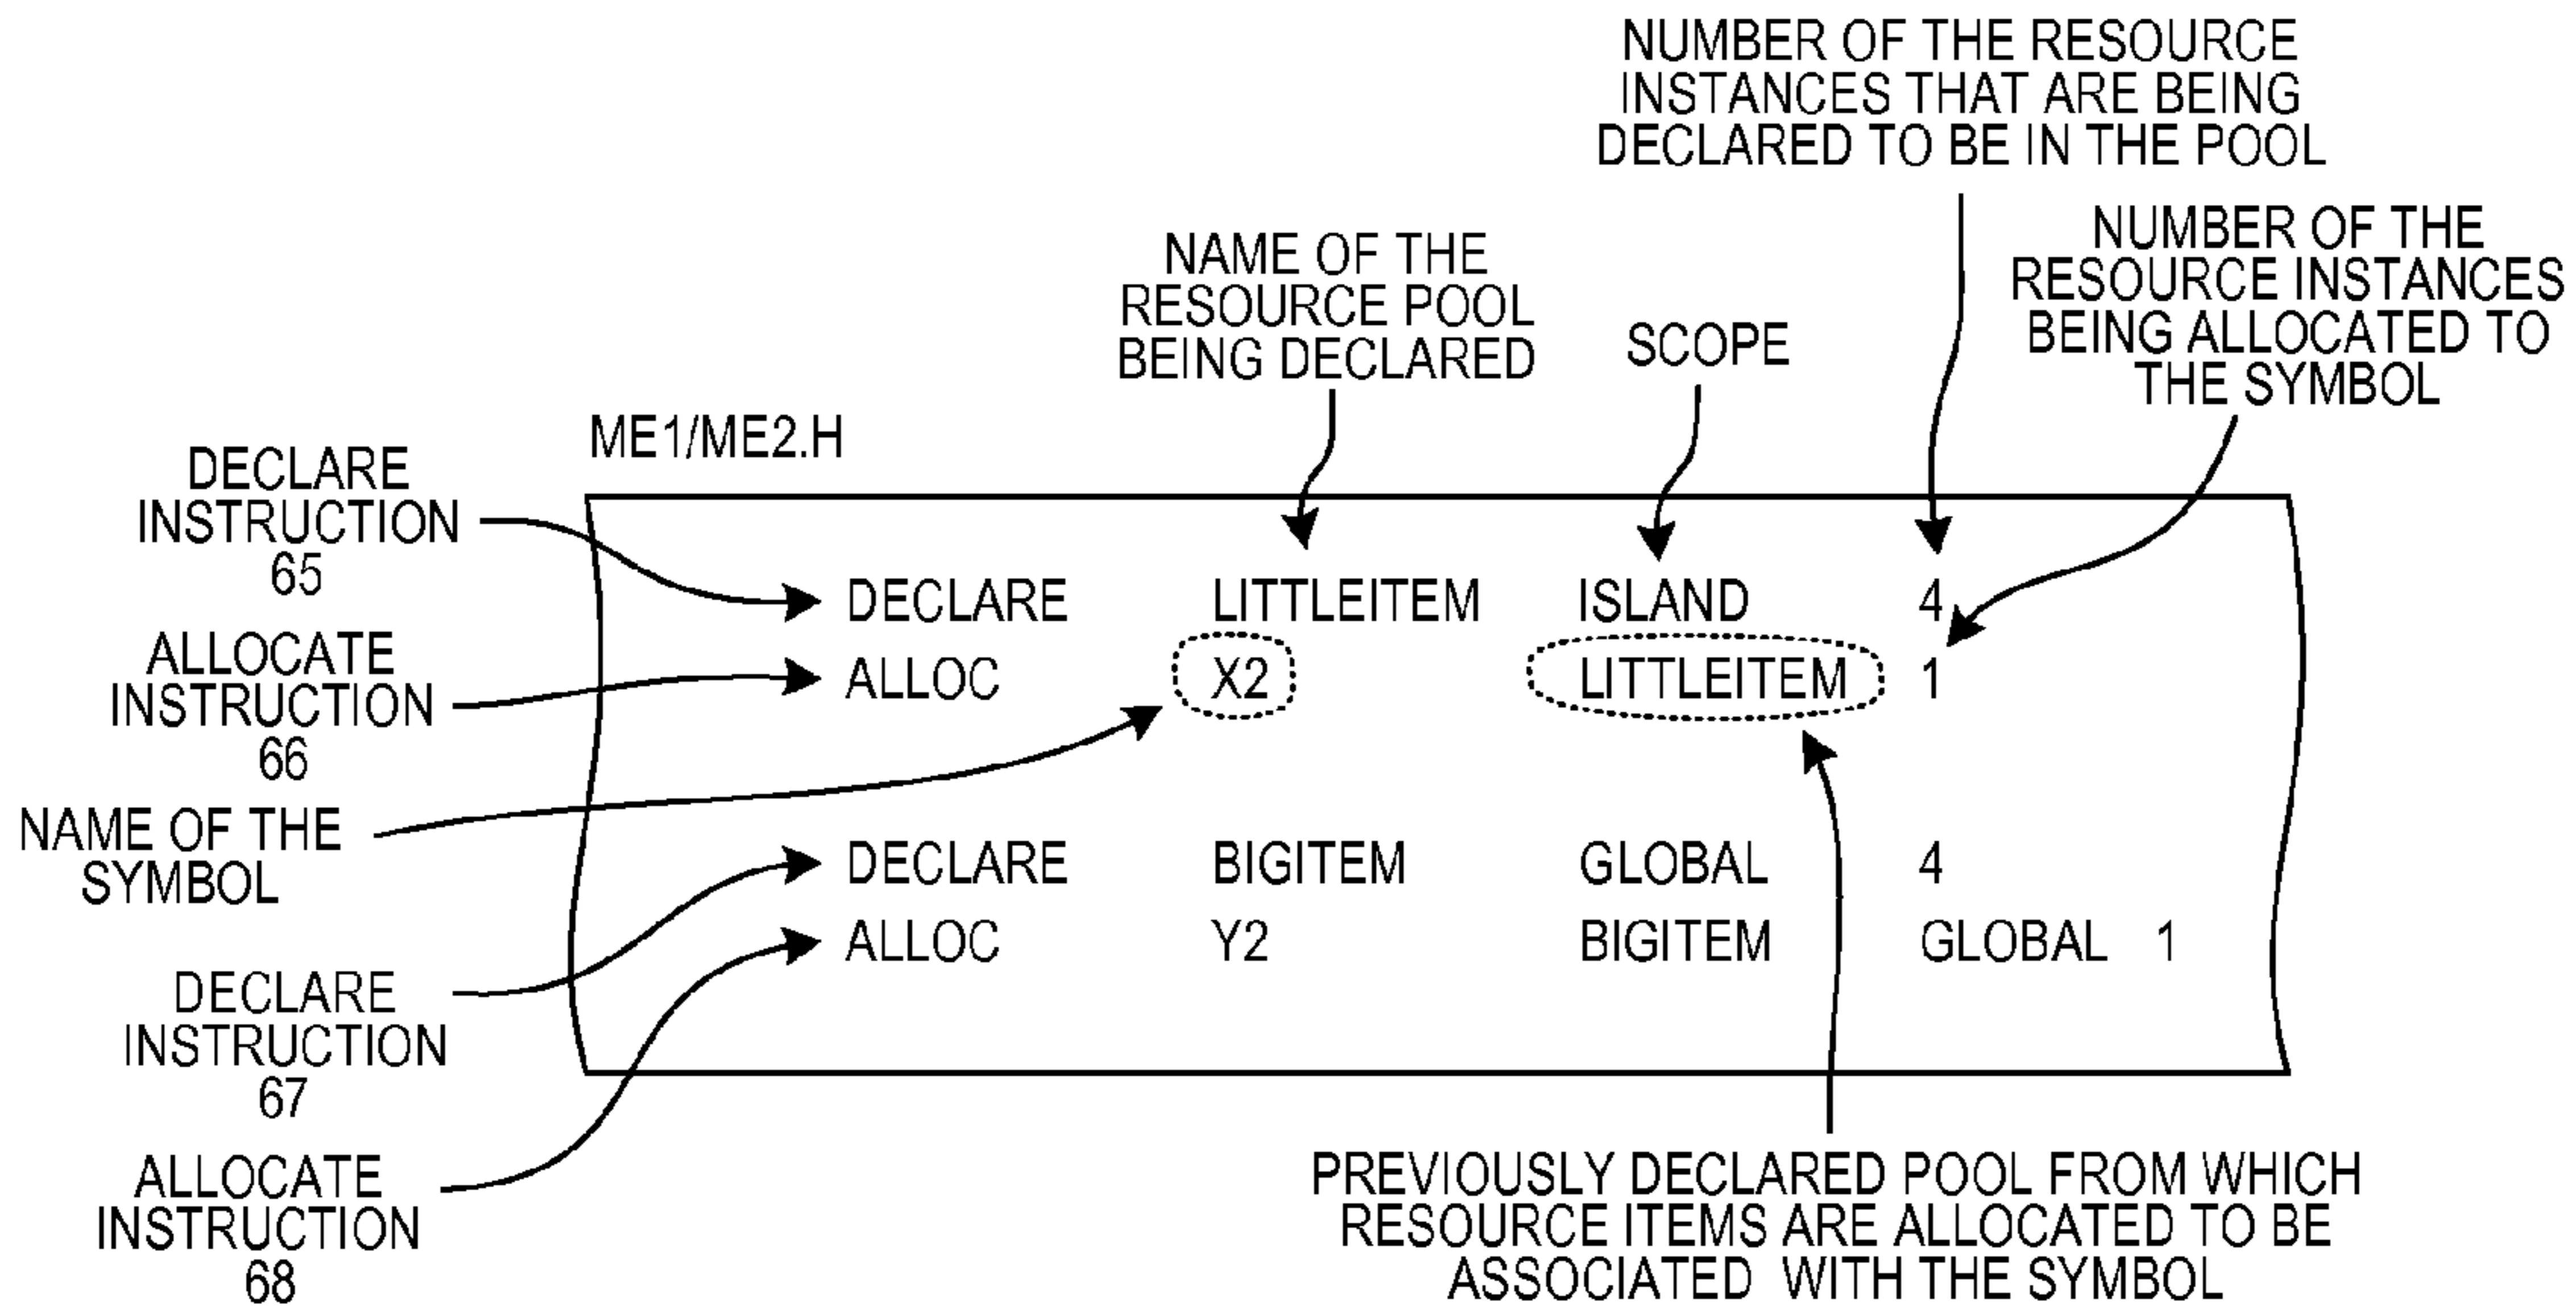 NUMBER OF THE RESOURCE
INSTANCES THAT ARE BEING
DECLARED TO BE IN THE POOL
NUMBER OF THE
RESOURCE INSTANCES
BEING ALLOCATED TO
THE SYMBOL
NAME OF THE
RESOURCE POOL
BEING DECLARED
SCOPE
ME1/ME2.H
DECLARE
INSTRUCTION
65
DECLARE LITTLEITEM ISLAND 4
ALLOCATE
INSTRUCTION
66
ALLOC X2 LITTLEITEM 1
NAME OF THE
SYMBOL
DECLARE BIGITEM GLOBAL 4
ALLOC Y2 BIGITEM GLOBAL 1
DECLARE
INSTRUCTION
67
ALLOCATE
INSTRUCTION
68
PREVIOUSLY DECLARED POOL FROM WHICH
RESOURCE ITEMS ARE ALLOCATED TO BE
ASSOCIATED WITH THE SYMBOL